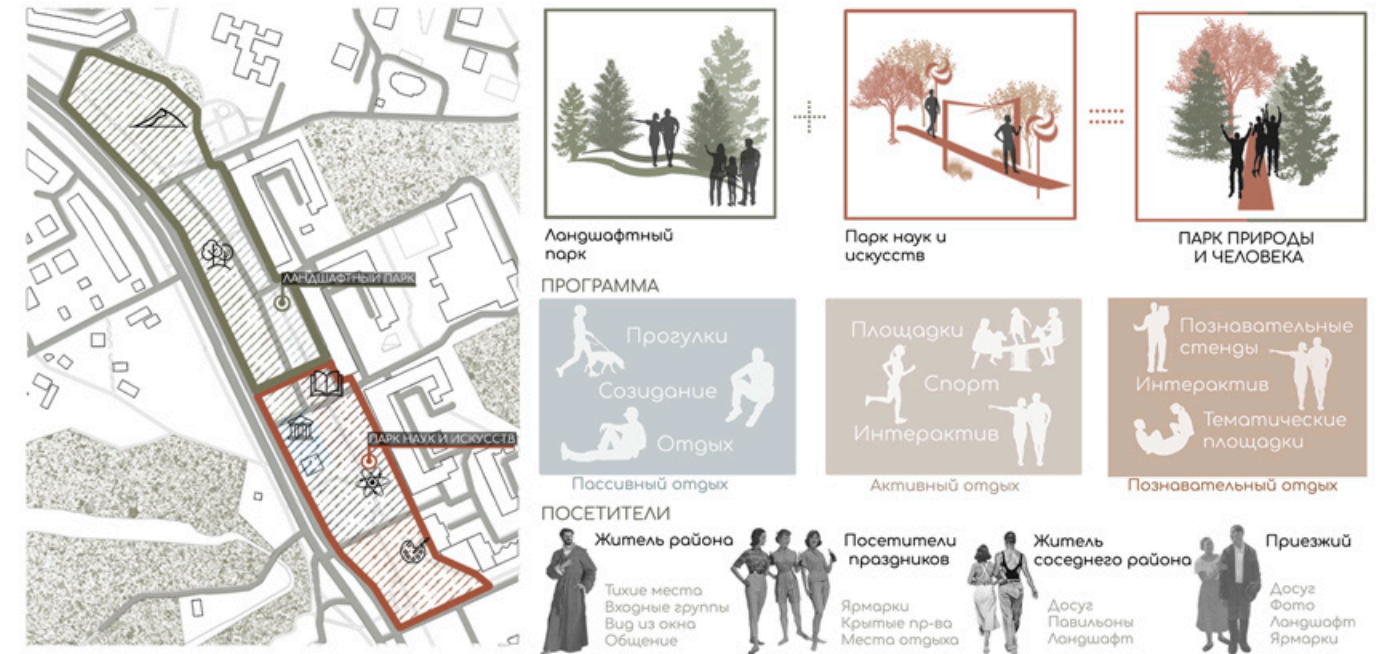 ЛАНДШАФТНЫЙ ПАРК
ПАРК НАУК И ИСКУССТВ
Ландшафтный
парк
Парк наук и
искусств
ПАРК ПРИРОДЫ
И ЧЕЛОВЕКА
ПРОГРАММА
Прогулки
Созидание
Отдых
Пассивный отдых
Площадки
Спорт
Интерактив
Активный отдых
Познавательные
стенды
Интерактив
Тематические
площадки
Познавательный отдых
ПОСЕТИТЕЛИ
Житель района
Тихие места
Входные группы
Вид из окна
Общение
Посетители
праздников
Ярмарки
Крытые пр-ва
Места отдыха
Житель
соседнего района
Досуг
Павильоны
Ландшафт
Приезжий
Досуг
Фото
Ландшафт
Ярмарки